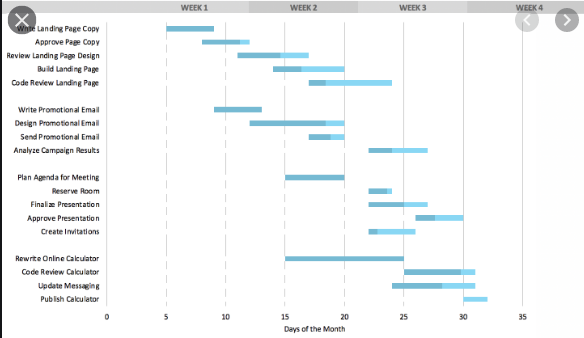 WEEK 1 WEEK 2 WEEK 3 WEEK 4
Write Landing Page Copy
Approve Page Copy
Review Landing Page Design
Build Landing Page
Code Review Landing Page
Write Promotional Email
Design Promotional Email
Send Promotional Email
Analyze Campaign Results
Plan Agenda for Meeting
Reserve Room
Finalize Presentation
Approve Presentation
Create Invitations
Rewrite Online Calculator
Code Review Calculator
Update Messaging
Publish Calculator
0 5 10 15 20 25 30 35
Days of the Month